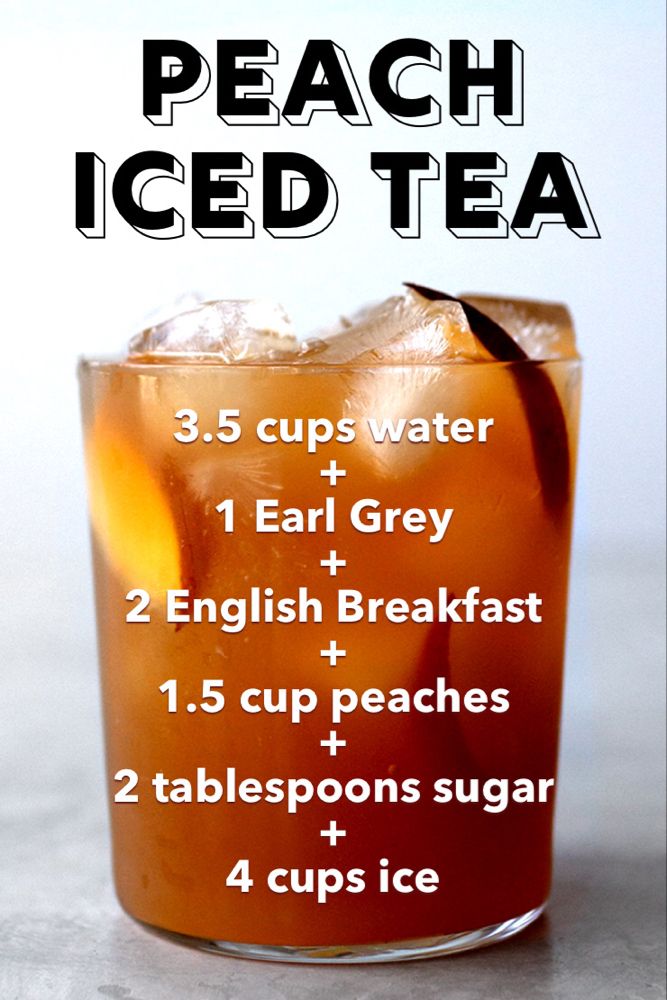 PEACH
ICED TEA
3.5 cups water
+
1 Earl Grey
+
2 English Breakfast
+
1.5 cup peaches
+
2 tablespoons sugar
+
4 cups ice